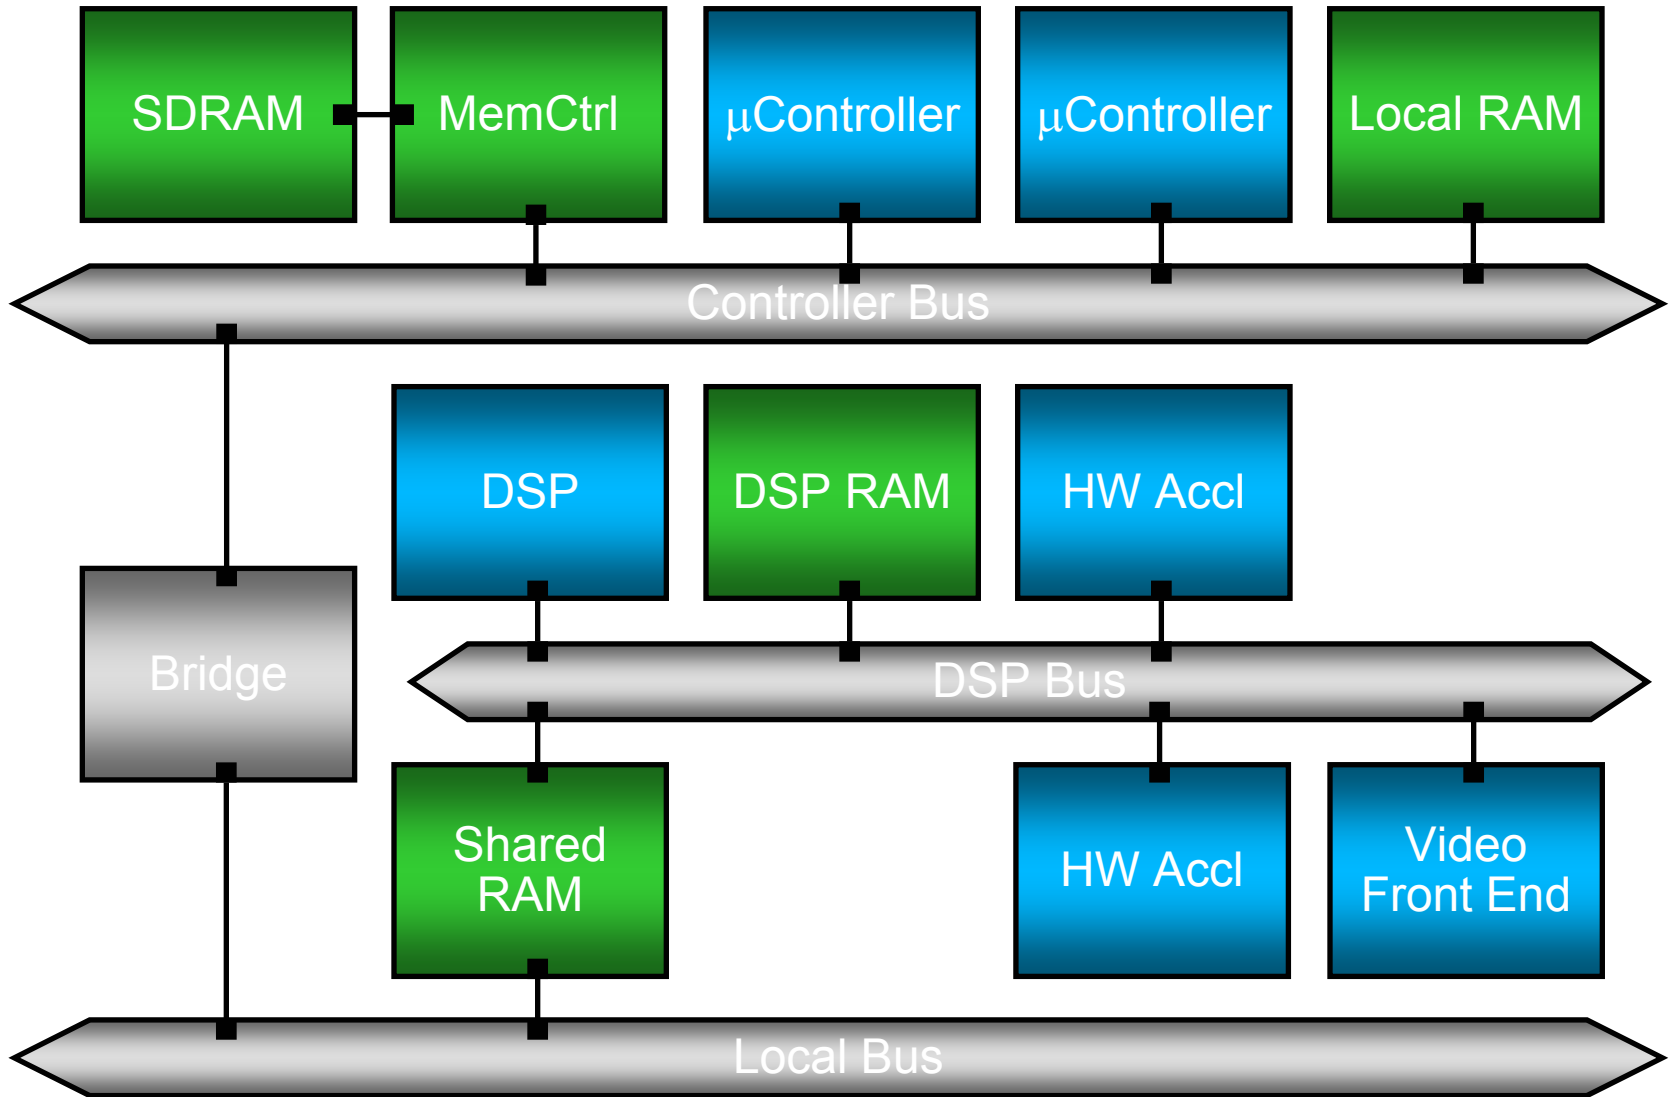 SDRAM
MemCtrl
μController
μController
Local RAM
Controller Bus
DSP
DSP RAM
HW Accl
Bridge
DSP Bus
Shared
RAM
HW Accl
Video
Front End
Local Bus